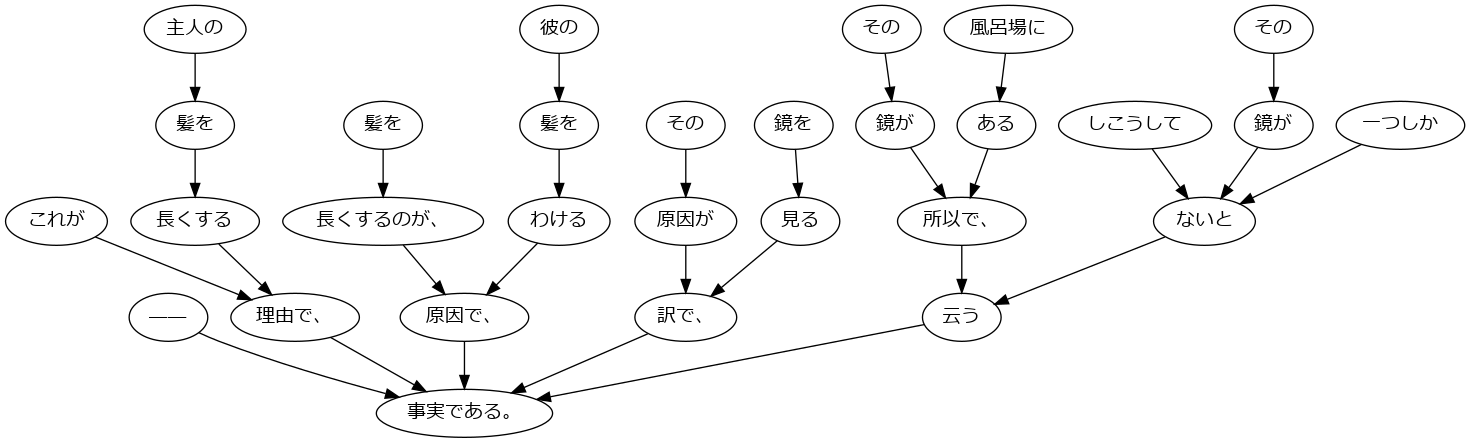 主人の
彼の
その
風呂場に
その
髪を
髪を
髪を
その
鏡を
鏡が
ある
しこうして
鏡が
一つしか
これが
長くする
長くするのが、
わける
原因が
見る
所以で、
ないと
――
理由で、
原因で、
訳で、
云う
事実である。